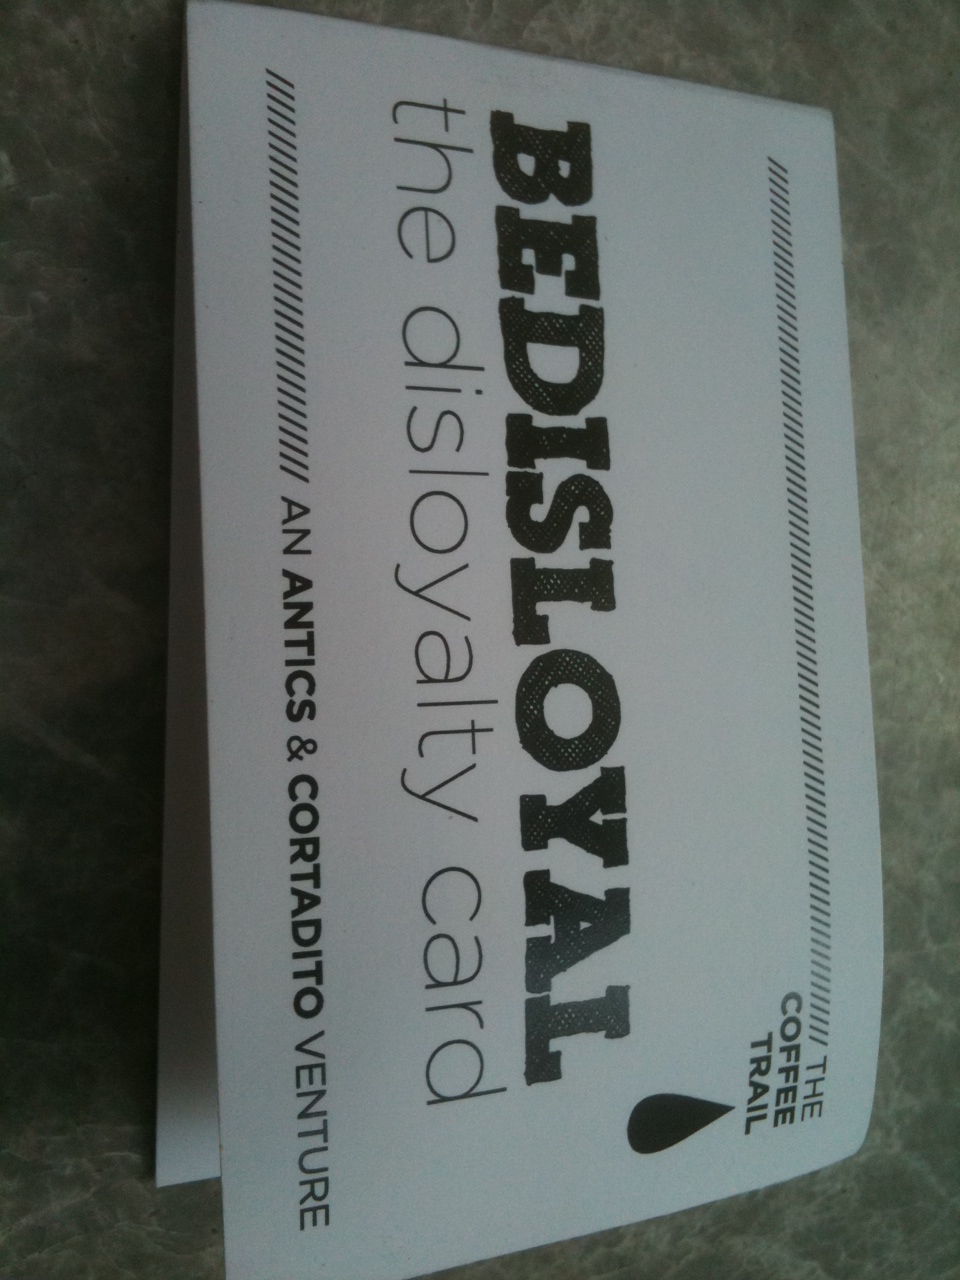 THE
COFFEE
TRAIL
BEDISLOYAL
the disloyalty card
AN ANTICS & CORTADITO VENTURE